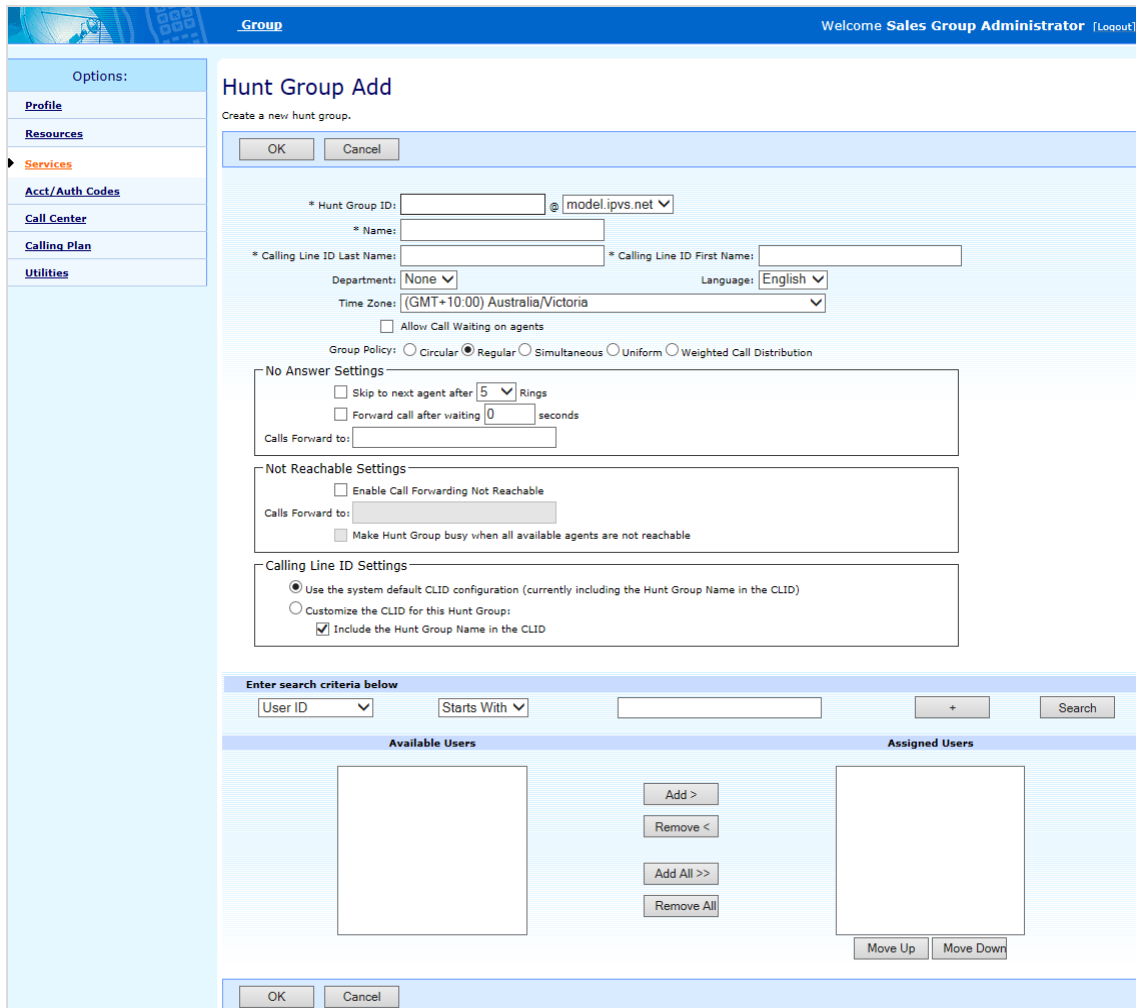 Group
Welcome Sales Group Administrator [Logout]
Options:
Profile
Resources
Services
Acct/Auth Codes
Call Center
Calling Plan
Utilities
Hunt Group Add
Create a new hunt group.
OK Cancel
* Hunt Group ID: @ model.ipvs.net
* Name:
* Calling Line ID Last Name: * Calling Line ID First Name:
Department: None Language: English
Time Zone: (GMT+10:00) Australia/Victoria
Allow Call Waiting on agents
Group Policy: Circular Regular Simultaneous Uniform Weighted Call Distribution
No Answer Settings
Skip to next agent after 5 Rings
Forward call after waiting 0 seconds
Calls Forward to:
Not Reachable Settings
Enable Call Forwarding Not Reachable
Calls Forward to:
Make Hunt Group busy when all available agents are not reachable
Calling Line ID Settings
Use the system default CLID configuration (currently including the Hunt Group Name in the CLID)
Customize the CLID for this Hunt Group:
Include the Hunt Group Name in the CLID
Enter search criteria below
User ID Starts With + Search
Available Users Assigned Users
Add >
Remove <
Add All >>
Remove All
Move Up Move Down
OK Cancel